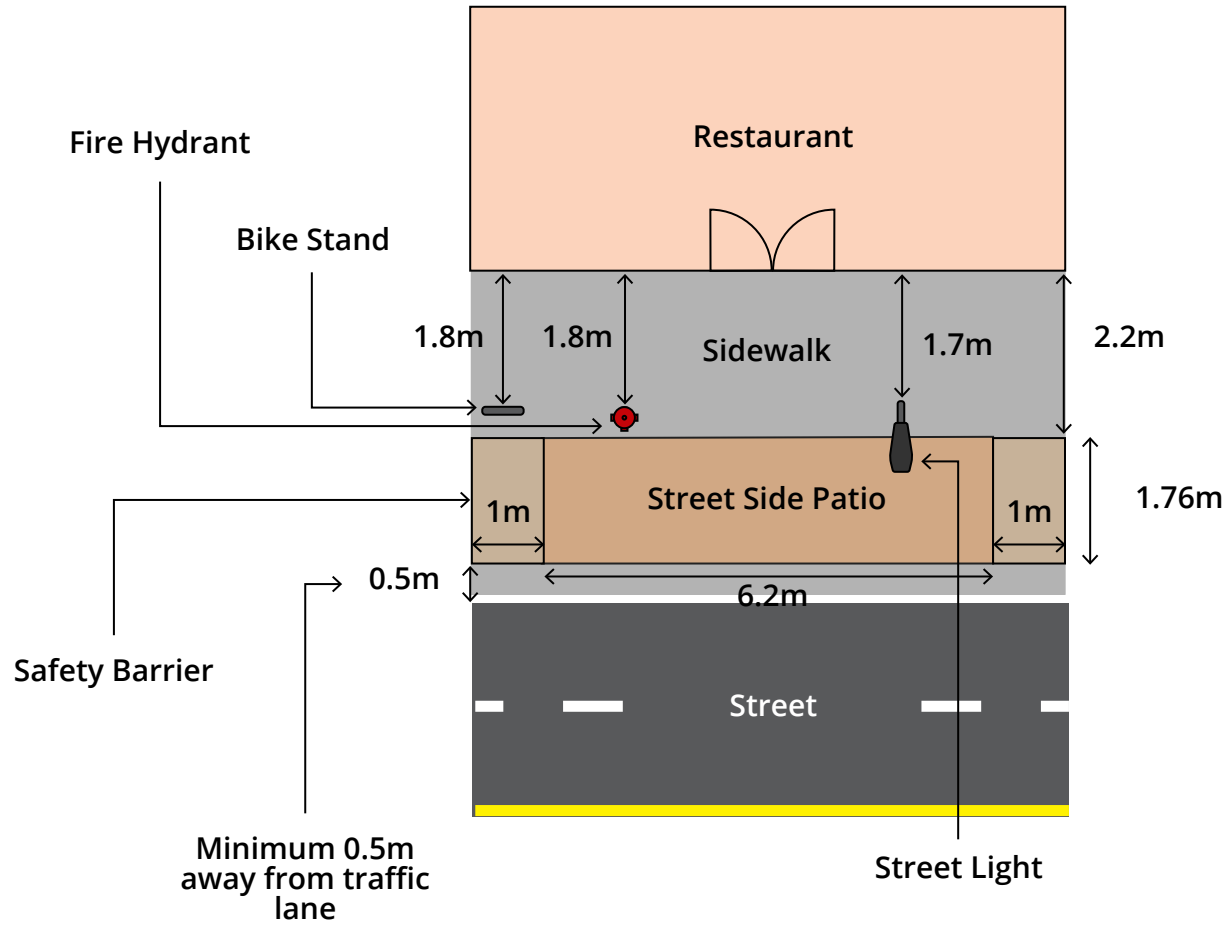 Restaurant
Fire Hydrant
Bike Stand
1.8m
1.8m
Sidewalk
1.7m
2.2m
Street Side Patio
1m
1m
1.76m
0.5m
6.2m
Safety Barrier
Street
Minimum 0.5m
away from traffic
lane
Street Light